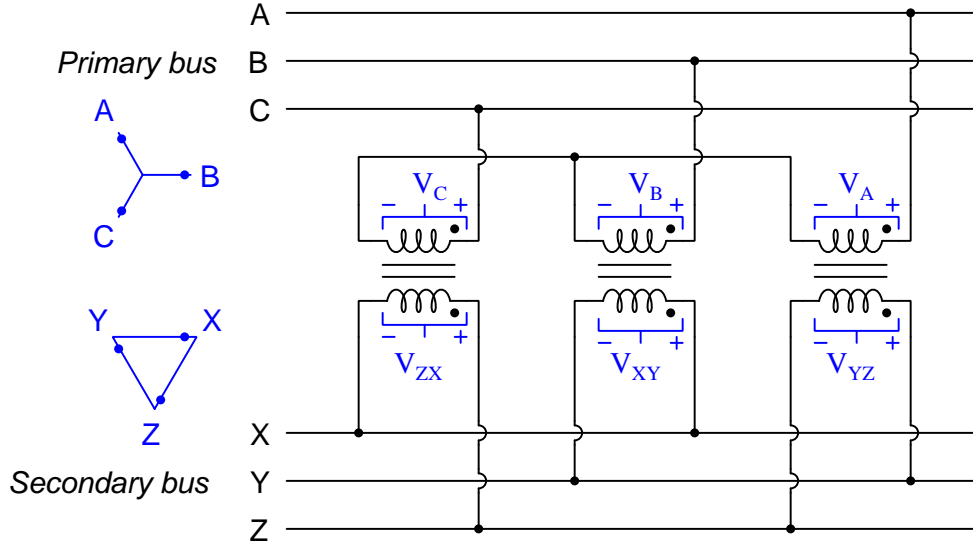 A
Primary bus
B
C
A
B
C
V_C
V_B
V_A
− +
− +
− +
− +
− +
− +
V_ZX
V_XY
V_YZ
Y
X
Z
X
Secondary bus
Y
Z